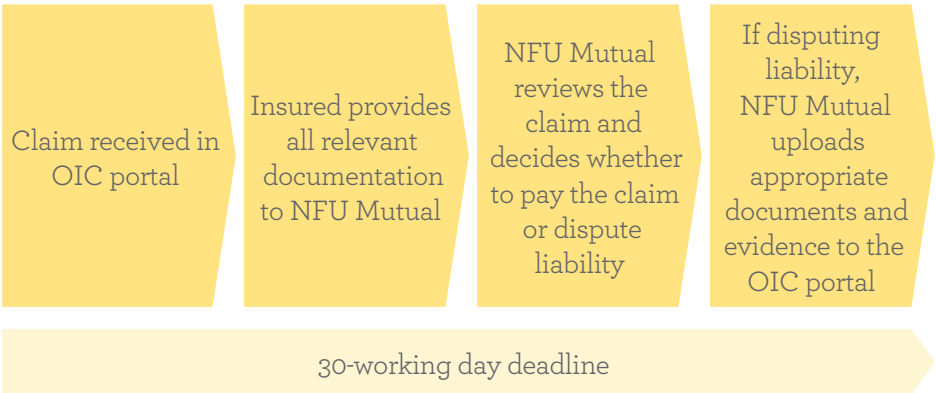 Claim received in
OIC portal
Insured provides
all relevant
documentation
to NFU Mutual
NFU Mutual
reviews the
claim and
decides whether
to pay the claim
or dispute
liability
If disputing
liability,
NFU Mutual
uploads
appropriate
documents and
evidence to the
OIC portal
30-working day deadline